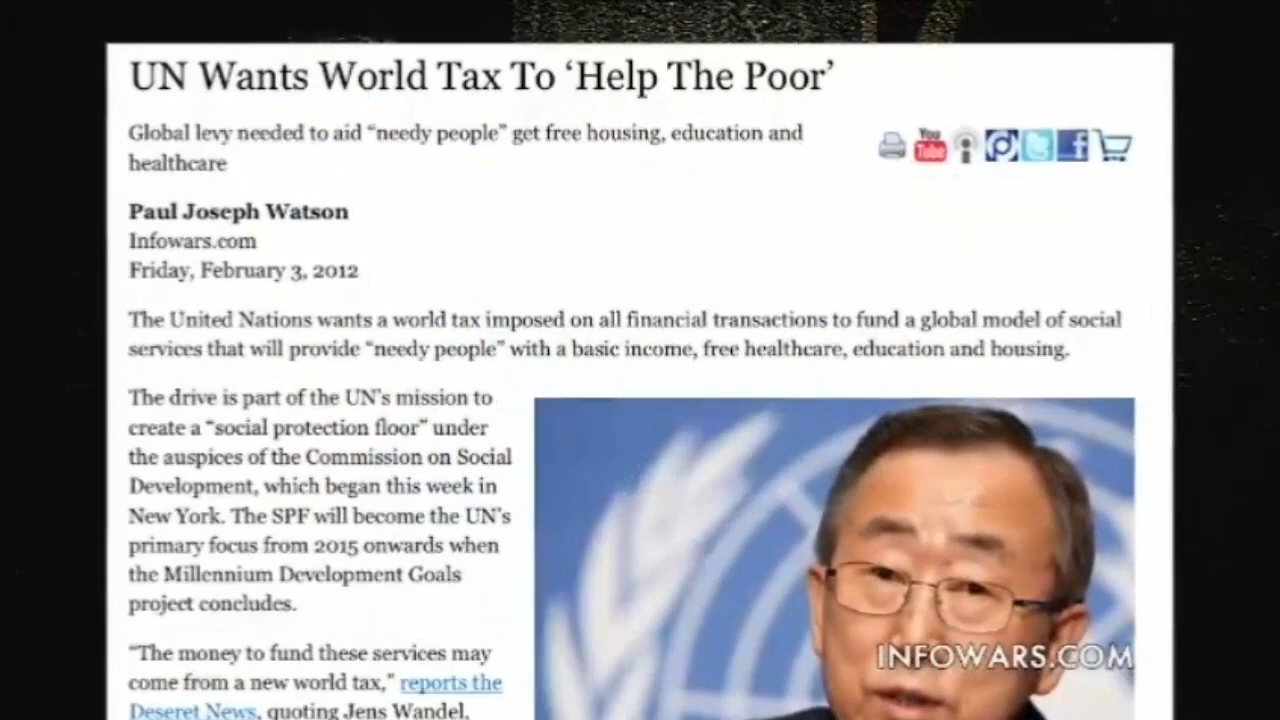 UN Wants World Tax To ‘Help The Poor’
Global levy needed to aid “needy people” get free housing, education and
healthcare
You
Tube
Paul Joseph Watson
Infowars.com
Friday, February 3, 2012
The United Nations wants a world tax imposed on all financial transactions to fund a global model of social
services that will provide “needy people” with a basic income, free healthcare, education and housing.
The drive is part of the UN’s mission to
create a “social protection floor” under
the auspices of the Commission on Social
Development, which began this week in
New York. The SPF will become the UN’s
primary focus from 2015 onwards when
the Millennium Development Goals
project concludes.
“The money to fund these services may
come from a new world tax,” reports the
Deseret News, quoting Jens Wandel,
INFOWARS.COM